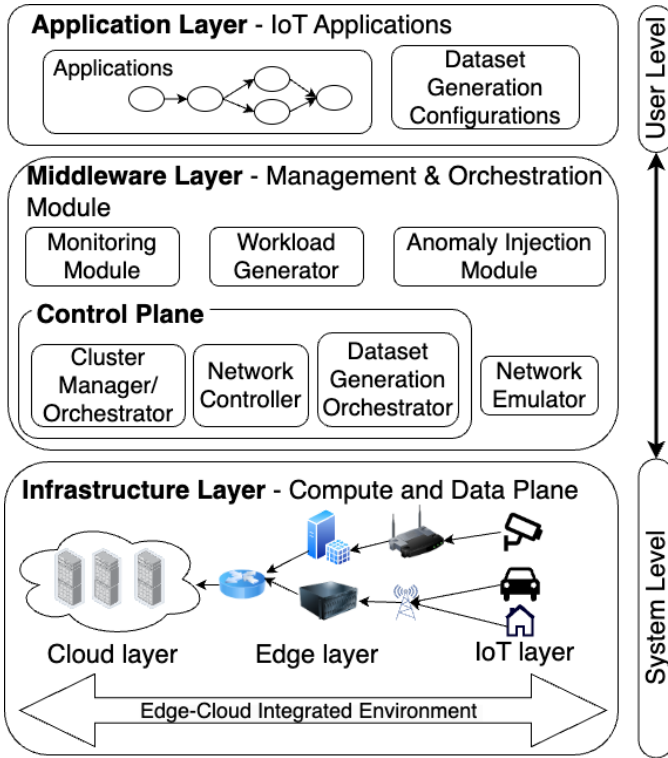 Application Layer - IoT Applications
Applications
Dataset
Generation
Configurations
User Level
Middleware Layer - Management & Orchestration
Module
Monitoring
Module
Workload
Generator
Anomaly Injection
Module
Control Plane
Cluster
Manager/
Orchestrator
Network
Controller
Dataset
Generation
Orchestrator
Network
Emulator
Infrastructure Layer - Compute and Data Plane
Cloud layer
Edge layer
IoT layer
Edge-Cloud Integrated Environment
System Level